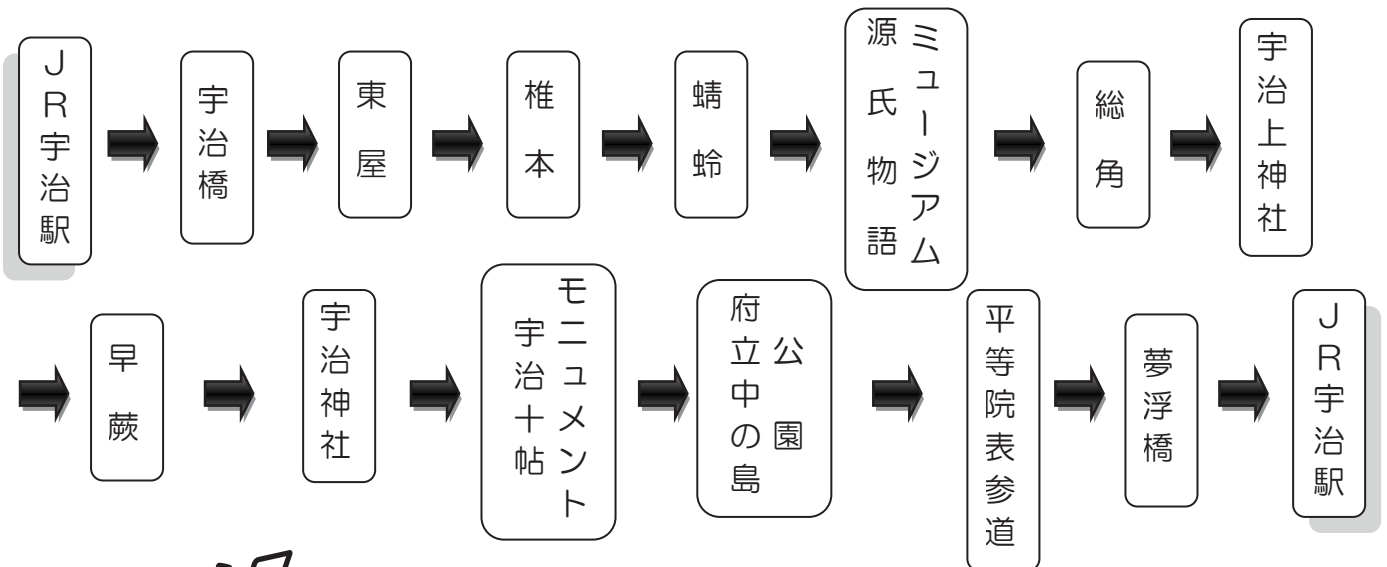 JR宇治駅
宇治橋
東屋
椎本
蜻蛉
源氏物語
ミュージアム
総角
宇治上神社
早蕨
宇治神社
宇治十帖
モニュメント
府立中の島
公園
平等院表参道
夢浮橋
JR宇治駅